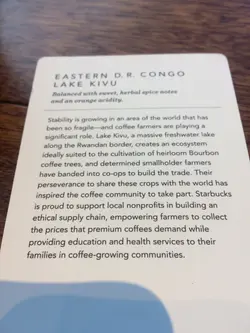 EASTERN D.R. CONGO
LAKE KIVU
Balanced with sweet, herbal spice notes
and an orange acidity.
Stability is growing in an area of the world that has
been so fragile—and coffee farmers are playing a
significant role. Lake Kivu, a massive freshwater lake
along the Rwandan border, creates an ecosystem
ideally suited to the cultivation of heirloom Bourbon
coffee trees, and determined smallholder farmers
have banded into co-ops to build the trade. Their
perseverance to share these crops with the world has
inspired the coffee community to take part. Starbucks
is proud to support local nonprofits in building an
ethical supply chain, empowering farmers to collect
the prices that premium coffees demand while
providing education and health services to their
families in coffee-growing communities.